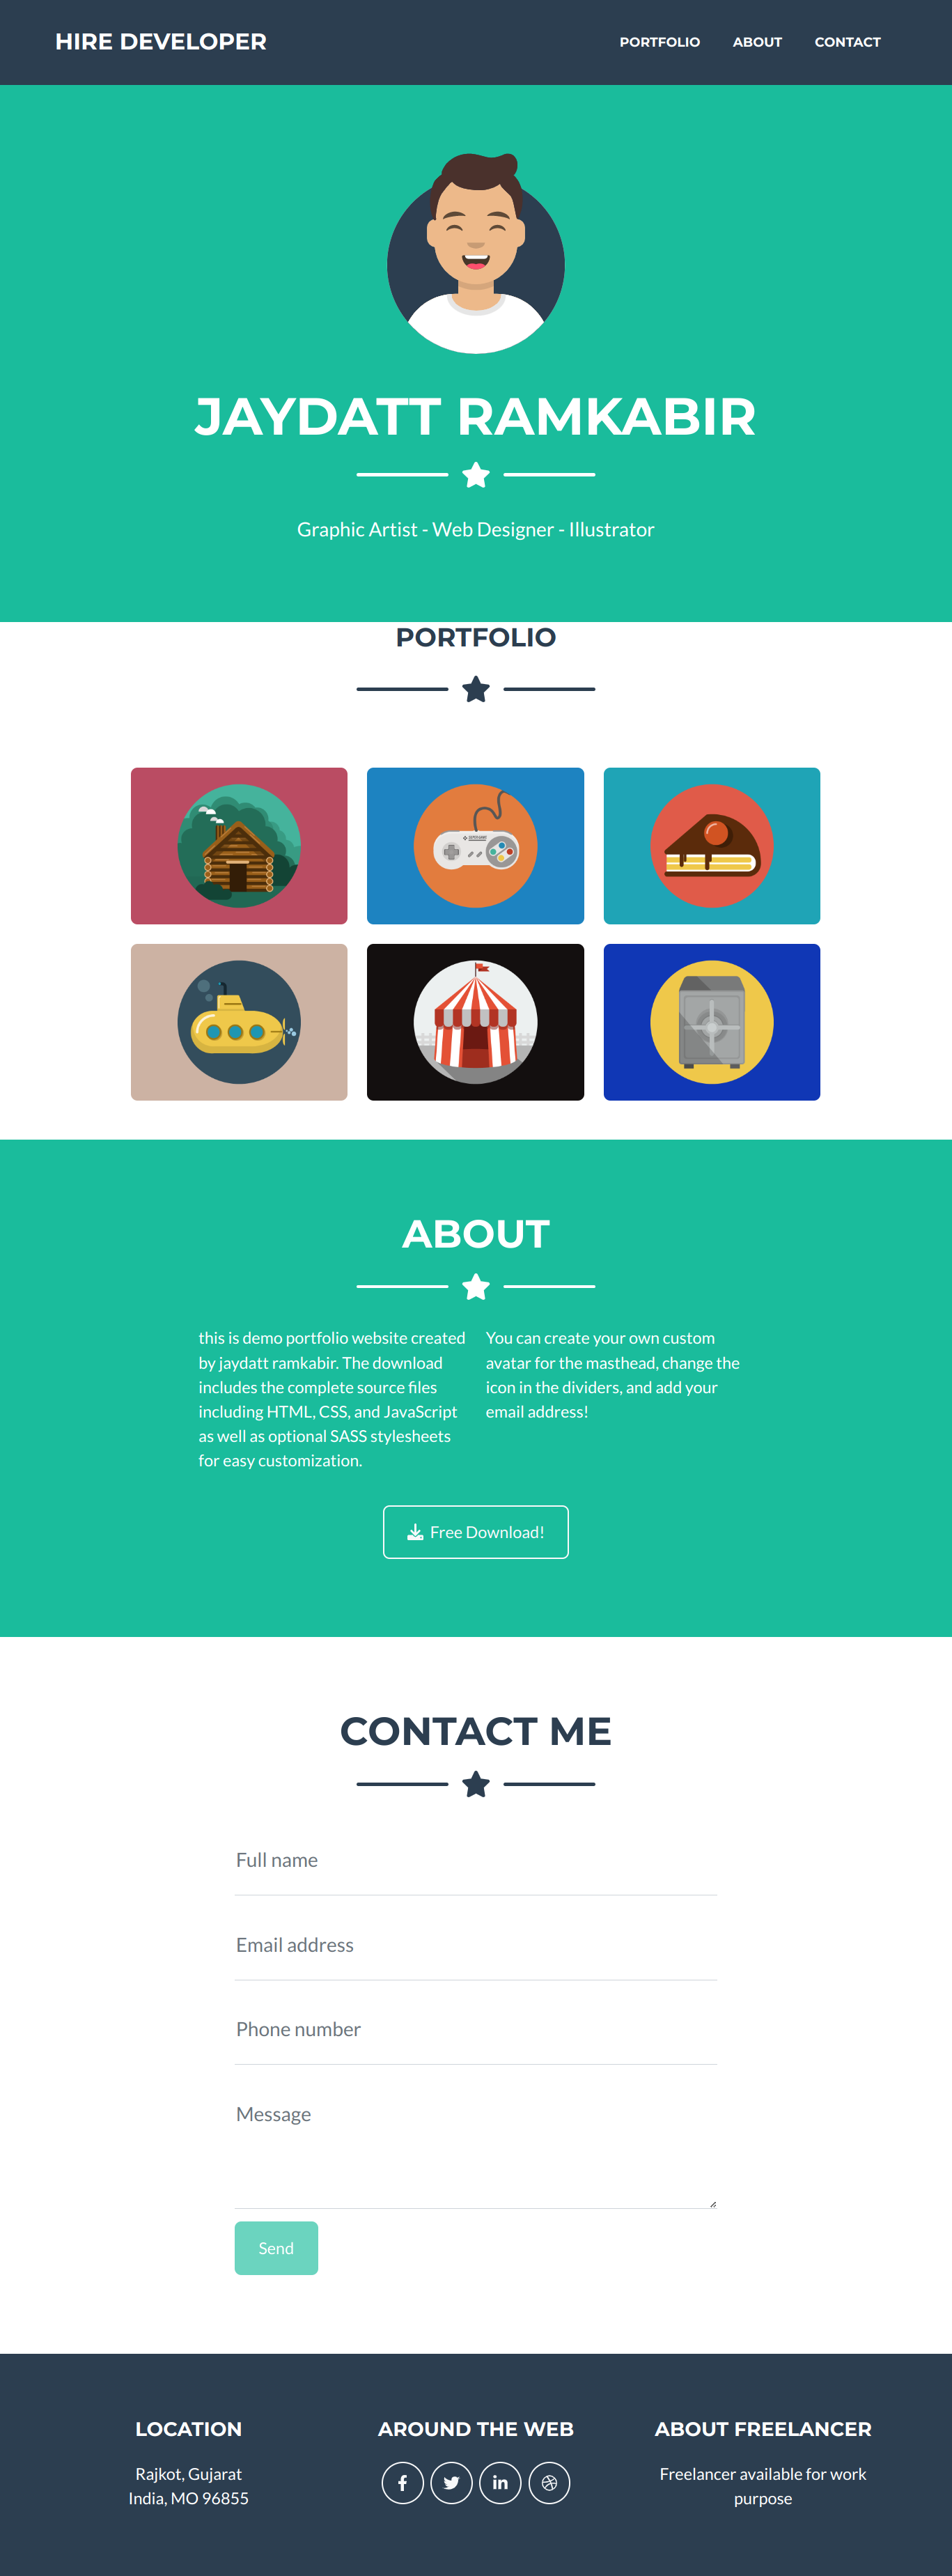 HIRE DEVELOPER
PORTFOLIO
ABOUT
CONTACT
JAYDATT RAMKABIR
Graphic Artist - Web Designer - Illustrator
PORTFOLIO
ABOUT
this is demo portfolio website created
by jaydatt ramkabir. The download
includes the complete source files
including HTML, CSS, and JavaScript
as well as optional SASS stylesheets
for easy customization.
You can create your own custom
avatar for the masthead, change the
icon in the dividers, and add your
email address!
Free Download!
CONTACT ME
Full name
Email address
Phone number
Message
Send
LOCATION
Rajkot, Gujarat
India, MO 96855
AROUND THE WEB
ABOUT FREELANCER
Freelancer available for work
purpose